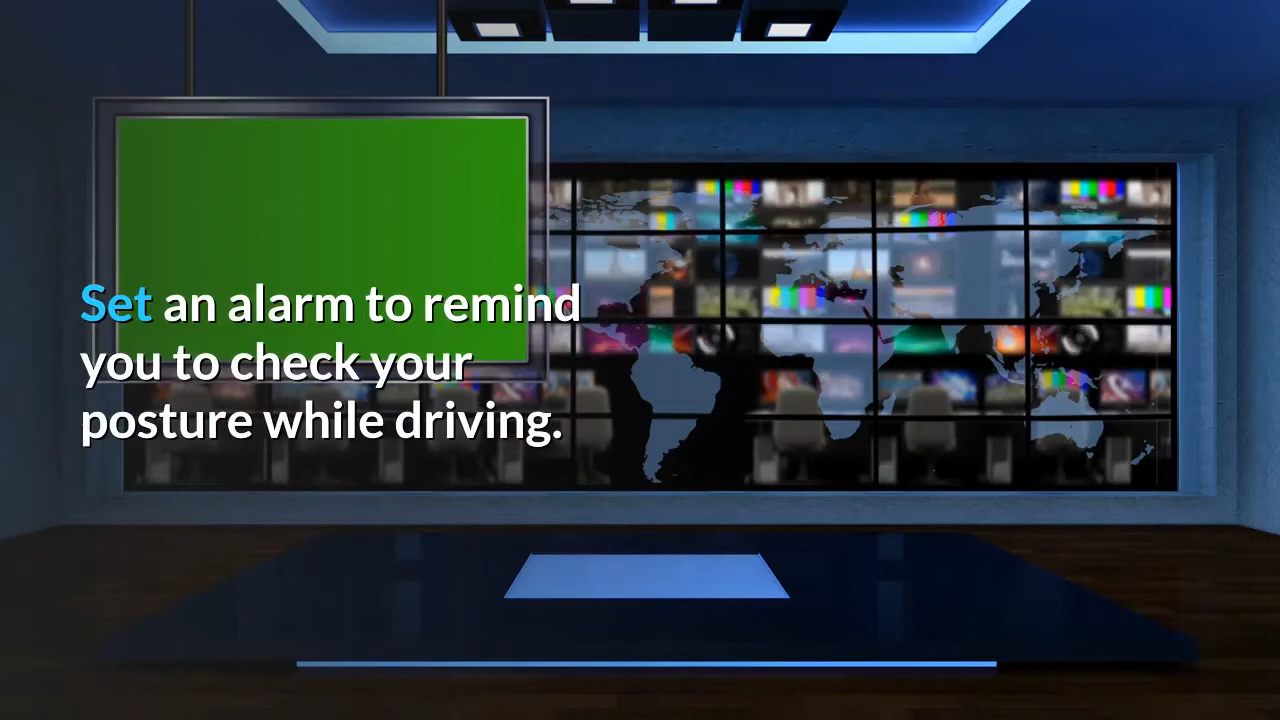 Set an alarm to remind
you to check your
posture while driving.